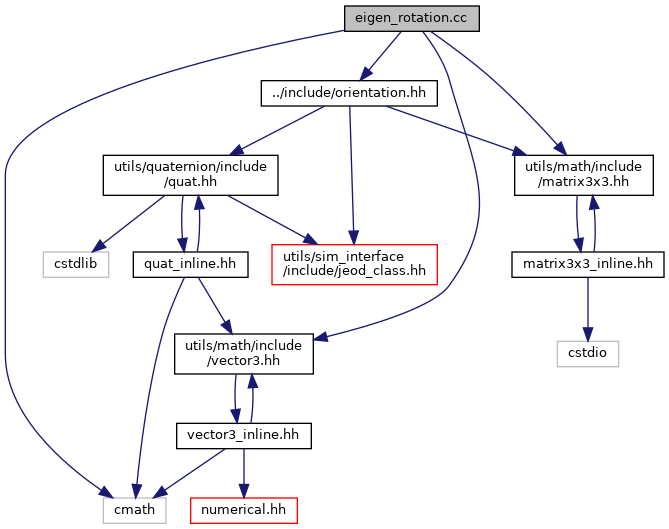 eigen_rotation.cc
../include/orientation.hh
utils/quaternion/include
/quat.hh
utils/math/include
/matrix3x3.hh
cstdlib
quat_inline.hh
utils/sim_interface
/include/jeod_class.hh
matrix3x3_inline.hh
utils/math/include
/vector3.hh
cstdio
vector3_inline.hh
cmath
numerical.hh